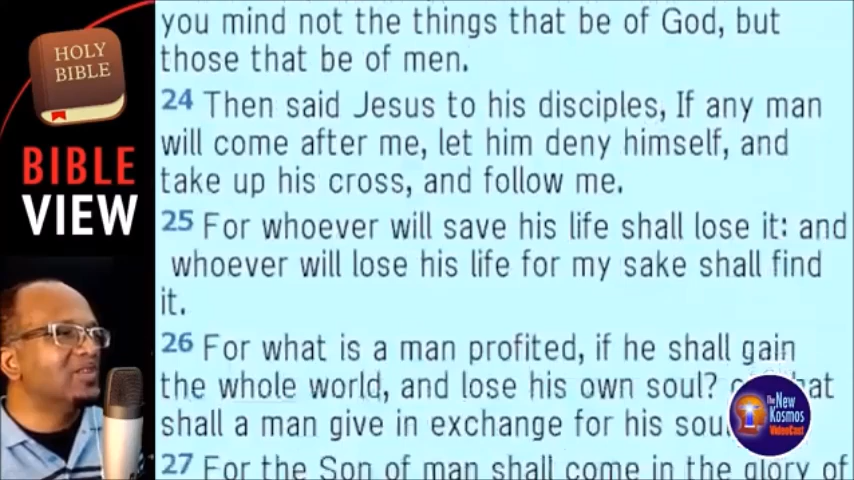 HOLY
BIBLE
BIBLE
VIEW
you mind not the things that be of God, but
those that be of men.
24 Then said Jesus to his disciples, If any man
will come after me, let him deny himself, and
take up his cross, and follow me.
25 For whoever will save his life shall lose it: and
whoever will lose his life for my sake shall find
it.
26 For what is a man profited, if he shall gain
the whole world, and lose his own soul?
shall a man give in exchange for his
27 For the Son of man shall come in the glory of
The New
Kosmos
VideoCast